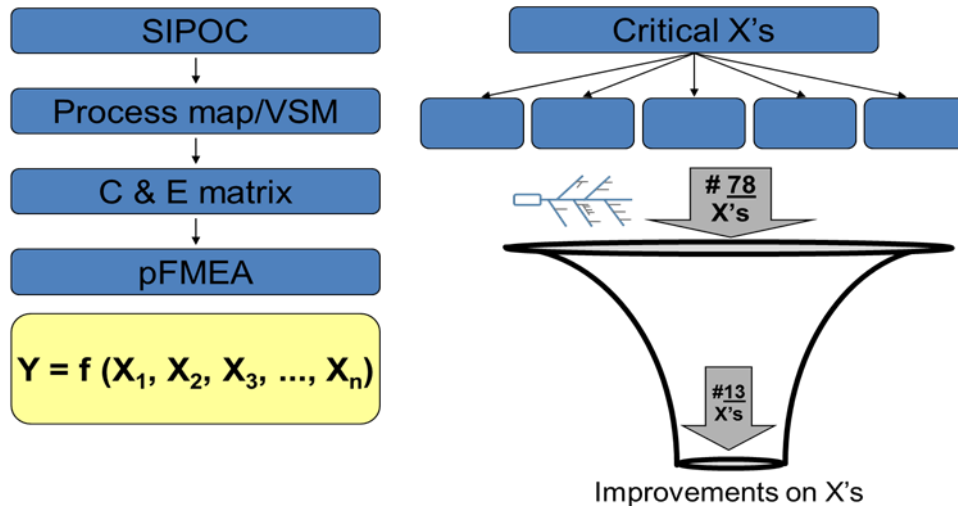 SIPOC
Process map/VSM
C & E matrix
pFMEA
Y = f (X₁, X₂, X₃, ..., Xₙ)
Critical X's
# 78
X's
#13
X's
Improvements on X's